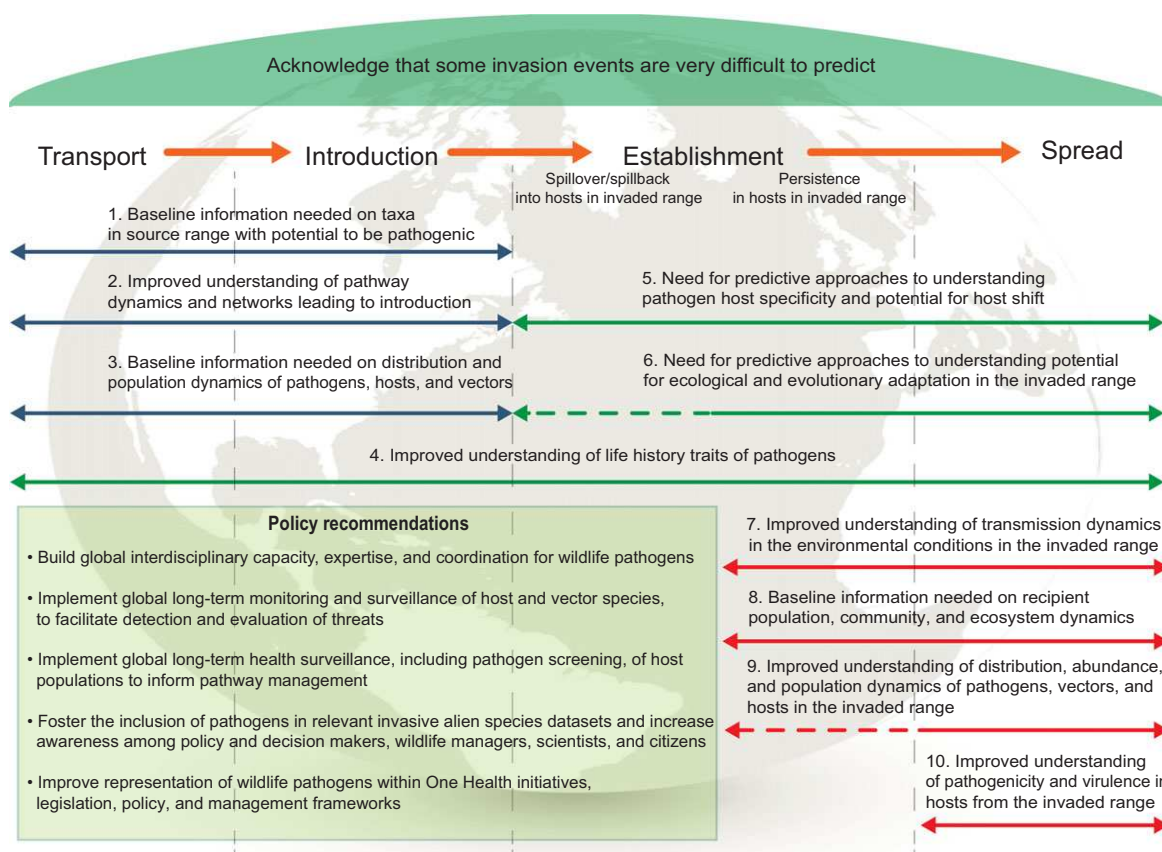 Acknowledge that some invasion events are very difficult to predict
Transport
Introduction
Establishment
Spread
Spillover/spillback
into hosts in invaded range
Persistence
in hosts in invaded range
1. Baseline information needed on taxa
in source range with potential to be pathogenic
2. Improved understanding of pathway
dynamics and networks leading to introduction
5. Need for predictive approaches to understanding
pathogen host specificity and potential for host shift
3. Baseline information needed on distribution and
population dynamics of pathogens, hosts, and vectors
6. Need for predictive approaches to understanding potential
for ecological and evolutionary adaptation in the invaded range
4. Improved understanding of life history traits of pathogens
Policy recommendations
• Build global interdisciplinary capacity, expertise, and coordination for wildlife pathogens
• Implement global long-term monitoring and surveillance of host and vector species,
to facilitate detection and evaluation of threats
• Implement global long-term health surveillance, including pathogen screening, of host
populations to inform pathway management
• Foster the inclusion of pathogens in relevant invasive alien species datasets and increase
awareness among policy and decision makers, wildlife managers, scientists, and citizens
• Improve representation of wildlife pathogens within One Health initiatives,
legislation, policy, and management frameworks
7. Improved understanding of transmission dynamics
in the environmental conditions in the invaded range
8. Baseline information needed on recipient
population, community, and ecosystem dynamics
9. Improved understanding of distribution, abundance,
and population dynamics of pathogens, vectors, and
hosts in the invaded range
10. Improved understanding
of pathogenicity and virulence in
hosts from the invaded range